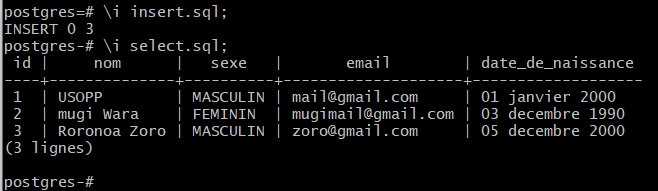 postgres=# \i insert.sql;
INSERT 0 3
postgres-# \i select.sql;
 id |     nom      |   sexe   |       email        | date_de_naissance
----+--------------+----------+--------------------+-------------------
 1  | USOPP        | MASCULIN | mail@gmail.com     | 01 janvier 2000
 2  | mugi Wara    | FEMININ  | mugimail@gmail.com | 03 decembre 1990
 3  | Roronoa Zoro | MASCULIN | zoro@gmail.com     | 05 decembre 2000
(3 lignes)
postgres-#